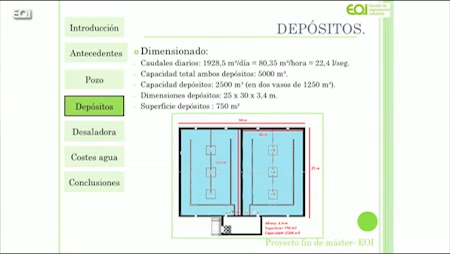 EOI
EOI
DEPÓSITOS.
Introducción
Antecedentes
Pozo
Depósitos
Desaladora
Costes agua
Conclusiones
Dimensionado:
Caudales diarios: 1928,5 m³/día = 80,35 m³/hora = 22,4 l/seg.
Capacidad total ambos depósitos: 5000 m³.
Capacidad depósitos: 2500 m³ (en dos vasos de 1250 m³).
Dimensiones depósitos: 25 x 30 x 3,4 m.
Superficie depósitos : 750 m²
Proyecto fin de máster- EOI